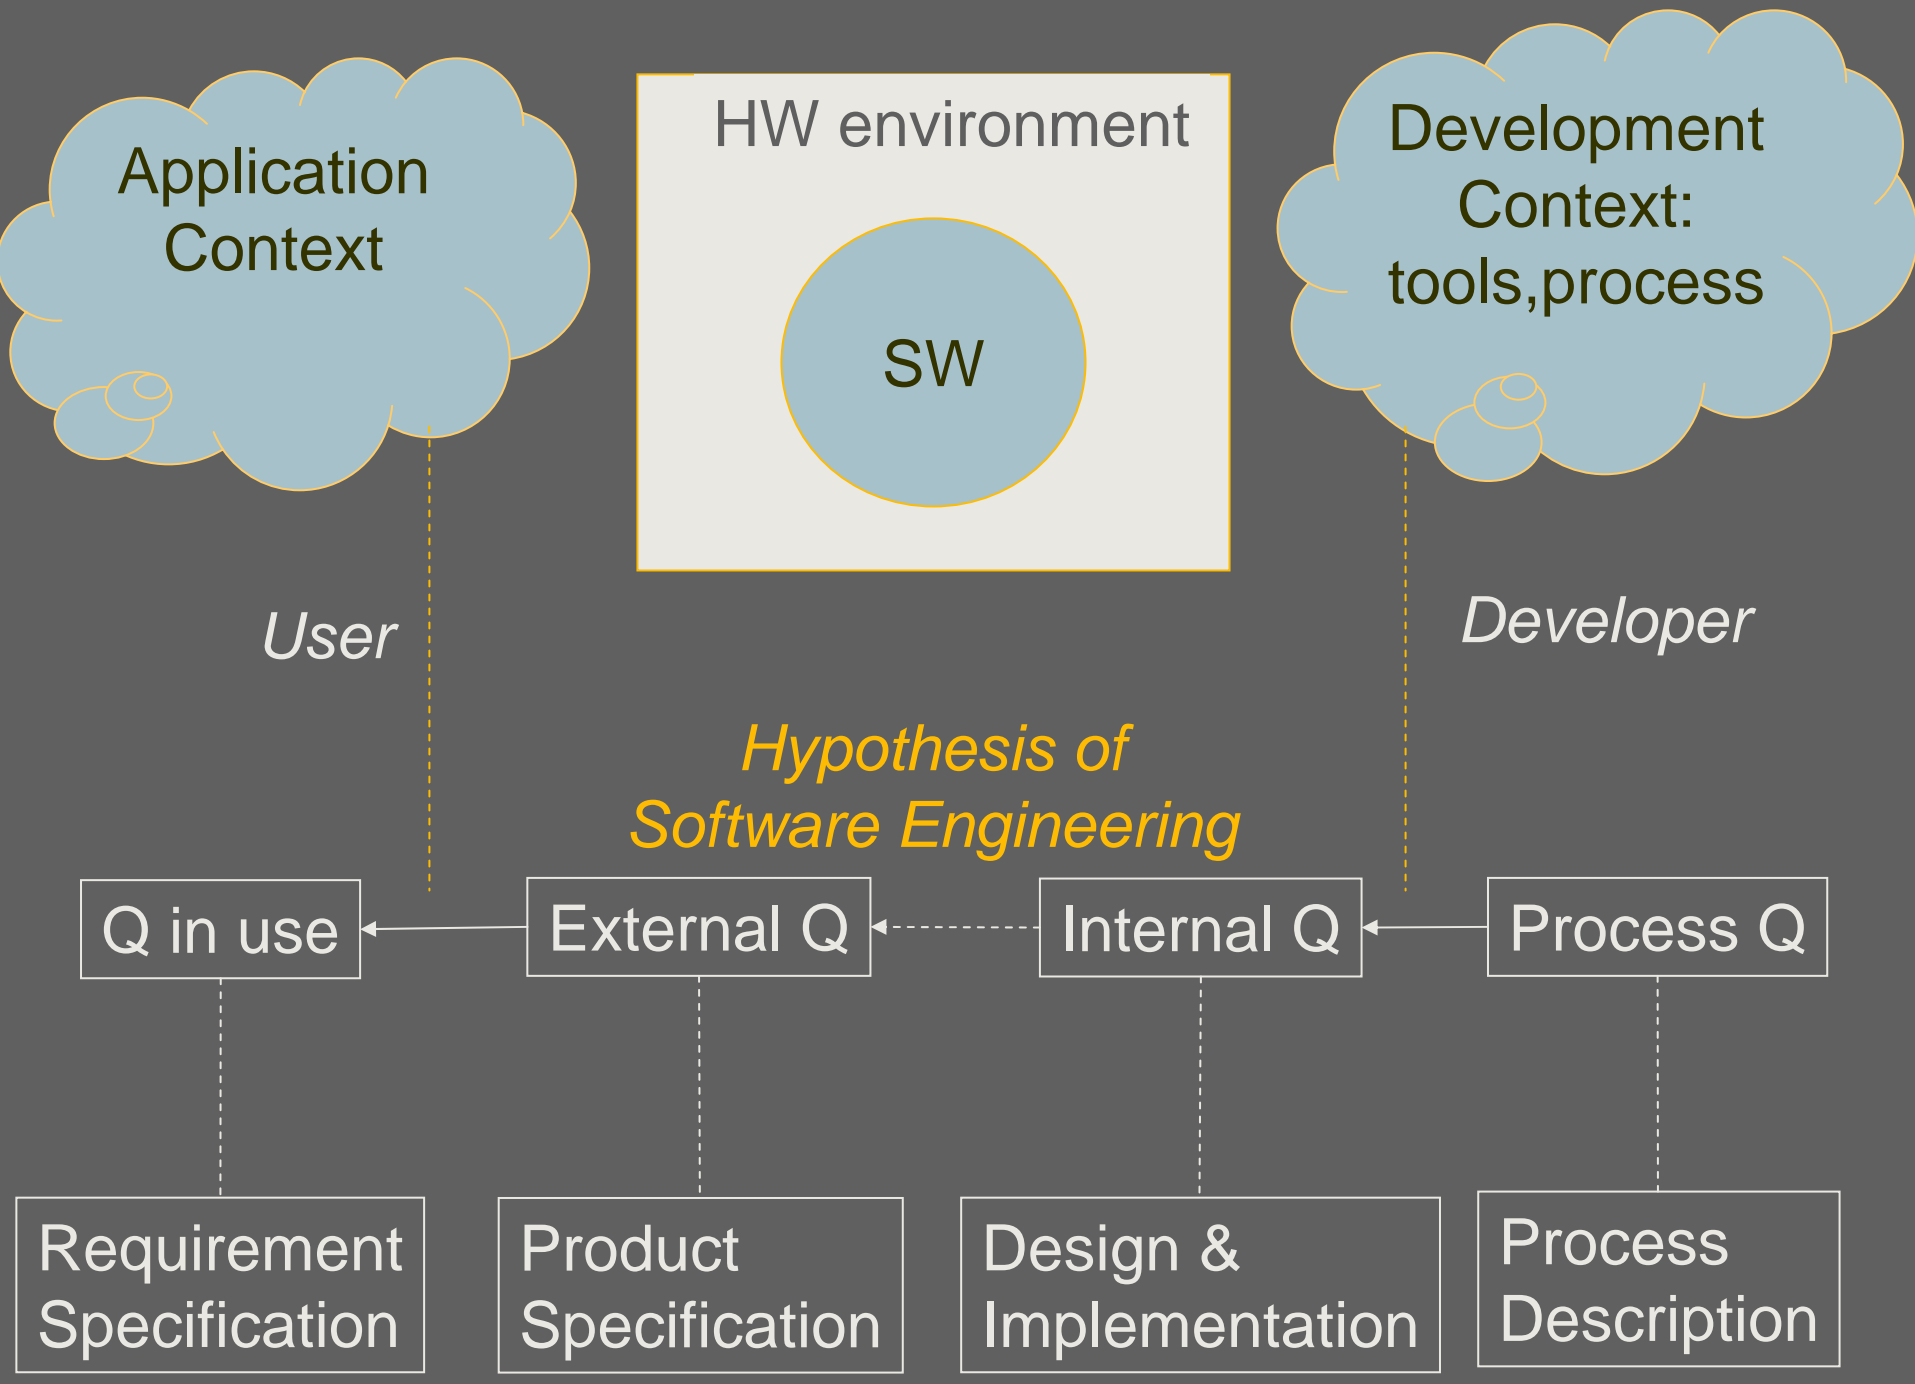 Application
Context
HW environment
SW
Development
Context:
tools,process
User
Developer
Hypothesis of
Software Engineering
Q in use
External Q
Internal Q
Process Q
Requirement
Specification
Product
Specification
Design &
Implementation
Process
Description